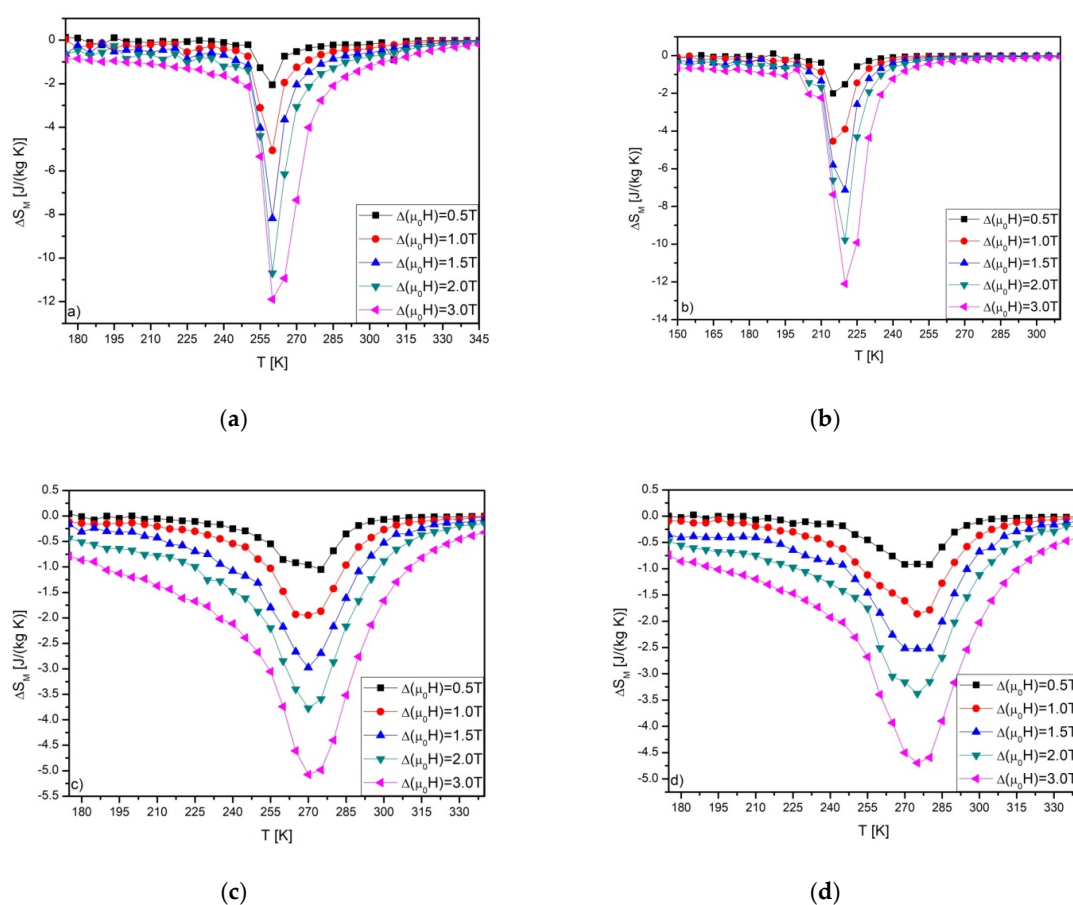 0
-2
-4
-6
-8
-10
-12
ΔS_M [J/(kg K)]
Δ(μ₀H)=0.5T
Δ(μ₀H)=1.0T
Δ(μ₀H)=1.5T
Δ(μ₀H)=2.0T
Δ(μ₀H)=3.0T
a)
180 195 210 225 240 255 270 285 300 315 330 345
T [K]
(a)
2
0
-2
-4
-6
-8
-10
-12
-14
ΔS_M [J/(kg K)]
Δ(μ₀H)=0.5T
Δ(μ₀H)=1.0T
Δ(μ₀H)=1.5T
Δ(μ₀H)=2.0T
Δ(μ₀H)=3.0T
b)
150 165 180 195 210 225 240 255 270 285 300
T [K]
(b)
0.5
0.0
-0.5
-1.0
-1.5
-2.0
-2.5
-3.0
-3.5
-4.0
-4.5
-5.0
-5.5
ΔS_M [J/(kg K)]
Δ(μ₀H)=0.5T
Δ(μ₀H)=1.0T
Δ(μ₀H)=1.5T
Δ(μ₀H)=2.0T
Δ(μ₀H)=3.0T
c)
180 195 210 225 240 255 270 285 300 315 330
T [K]
(c)
0.5
0.0
-0.5
-1.0
-1.5
-2.0
-2.5
-3.0
-3.5
-4.0
-4.5
-5.0
ΔS_M [J/(kg K)]
Δ(μ₀H)=0.5T
Δ(μ₀H)=1.0T
Δ(μ₀H)=1.5T
Δ(μ₀H)=2.0T
Δ(μ₀H)=3.0T
d)
180 195 210 225 240 255 270 285 300 315 330
T [K]
(d)